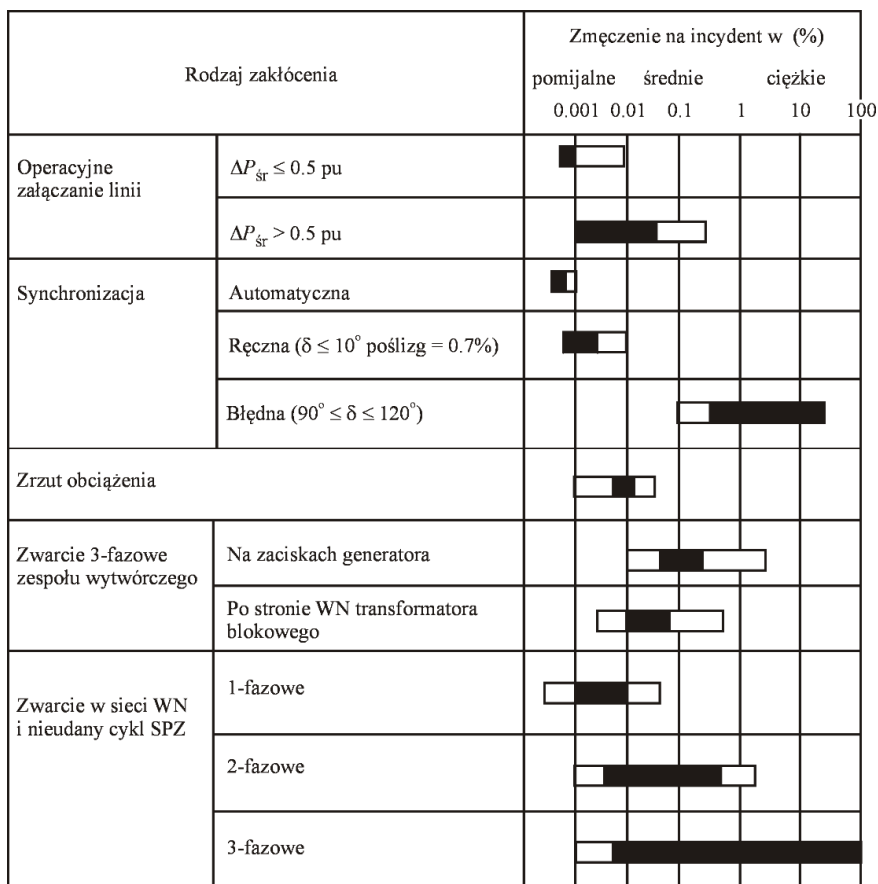 Rodzaj zakłócenia
Zmęczenie na incydent w (%)
pomijalne średnie ciężkie
0.001 0.01 0.1 1 10 100
Operacyjne
załączanie linii
ΔPśr ≤ 0.5 pu
ΔPśr > 0.5 pu
Synchronizacja
Automatyczna
Ręczna (δ ≤ 10° poślizg = 0.7%)
Błędna (90° ≤ δ ≤ 120°)
Zrzut obciążenia
Zwarcie 3-fazowe
zespołu wytwórczego
Na zaciskach generatora
Po stronie WN transformatora
blokowego
Zwarcie w sieci WN
i nieudany cykl SPZ
1-fazowe
2-fazowe
3-fazowe